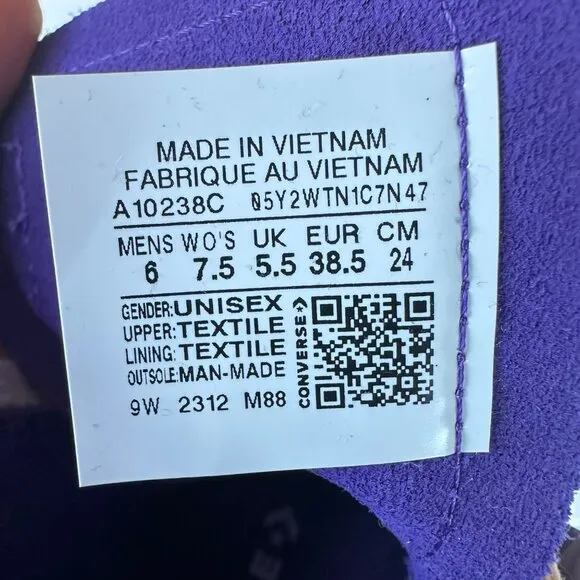 MADE IN VIETNAM
FABRIQUE AU VIETNAM
A10238C 05Y2WTN1C7N47
MENS WO'S UK EUR CM
6 7.5 5.5 38.5 24
GENDER:UNISEX
UPPER:TEXTILE
LINING:TEXTILE
OUTSOLE:MAN-MADE
9W 2312 M88
CONVERSE